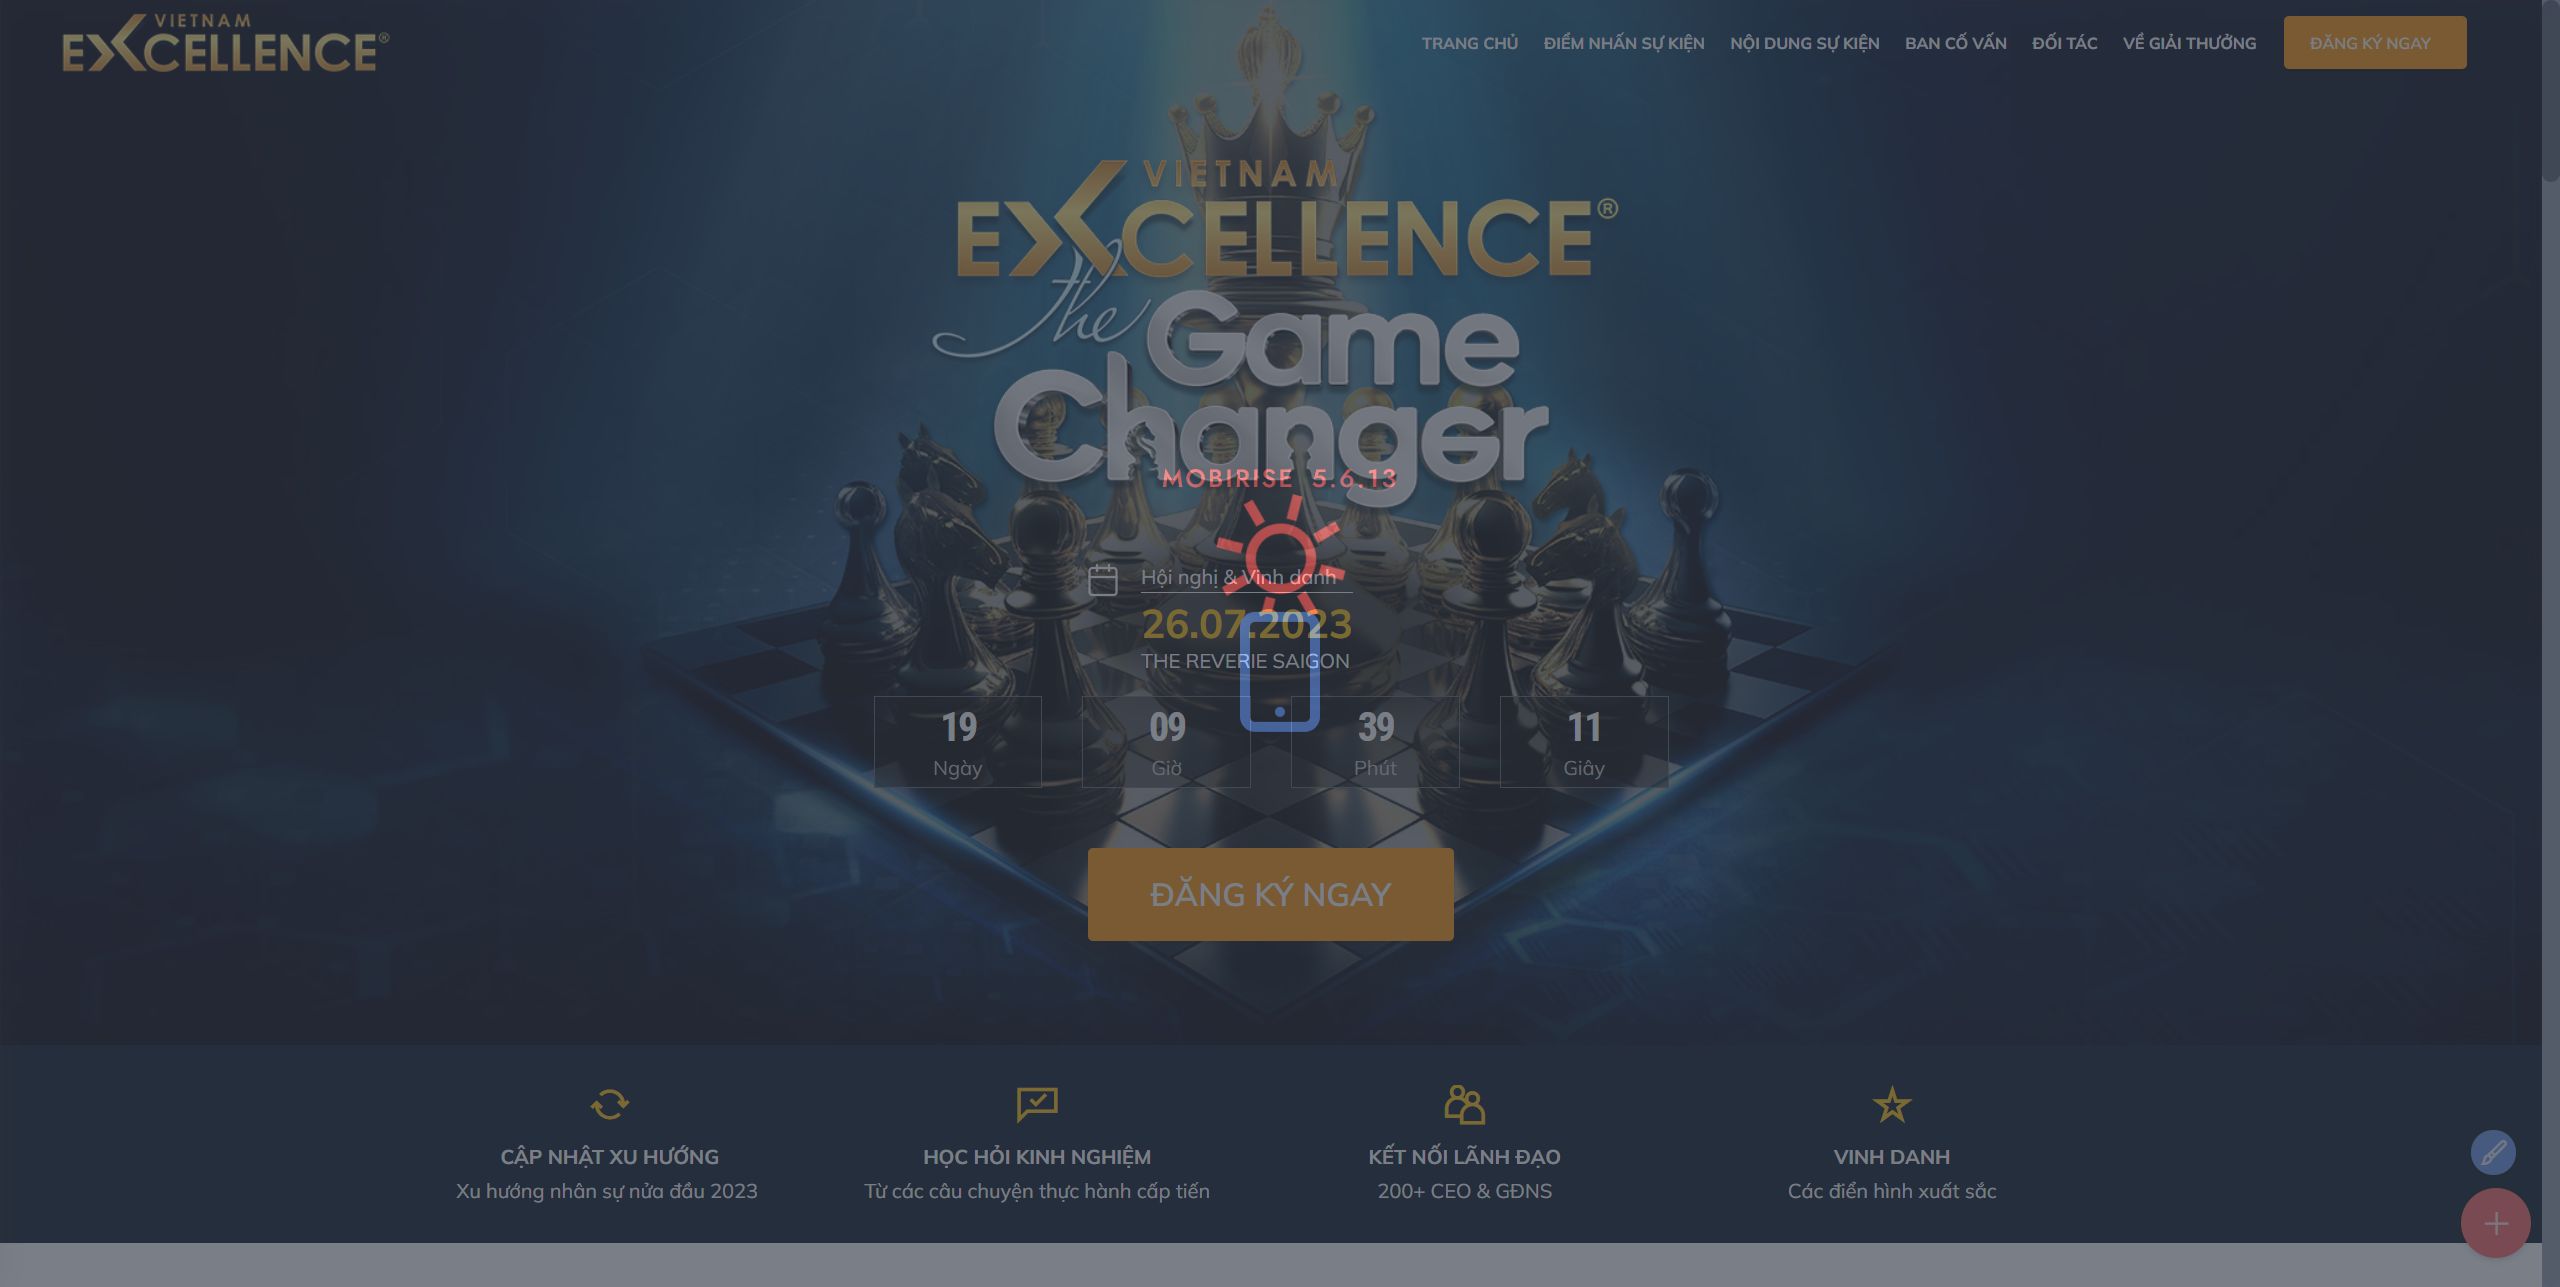 VIETNAM
EXCELLENCE®
TRANG CHỦ
ĐIỂM NHẤN SỰ KIỆN
NỘI DUNG SỰ KIỆN
BAN CỐ VẤN
ĐỐI TÁC
VỀ GIẢI THƯỞNG
ĐĂNG KÝ NGAY
VIETNAM
EXCELLENCE®
The Game
Changer
MOBIRISE 5.6.13
Hội nghị & Vinh danh
26.07.2023
THE REVERIE SAIGON
19
Ngày
09
Giờ
39
Phút
11
Giây
ĐĂNG KÝ NGAY
CẬP NHẬT XU HƯỚNG
Xu hướng nhân sự nửa đầu 2023
HỌC HỎI KINH NGHIỆM
Từ các câu chuyện thực hành cấp tiến
KẾT NỐI LÃNH ĐẠO
200+ CEO & GĐNS
VINH DANH
Các điển hình xuất sắc